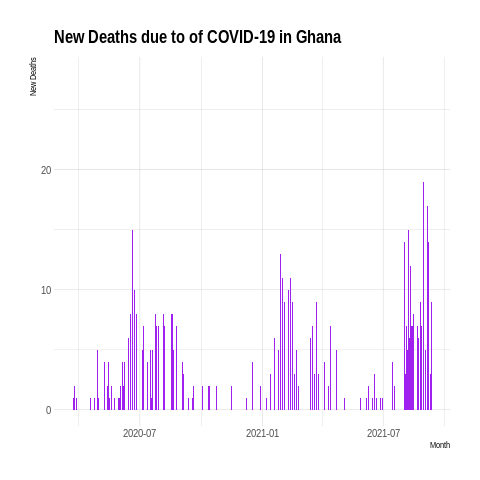 New Deaths due to of COVID-19 in Ghana
New Deaths
20
10
0
2020-07
2021-01
2021-07
Month